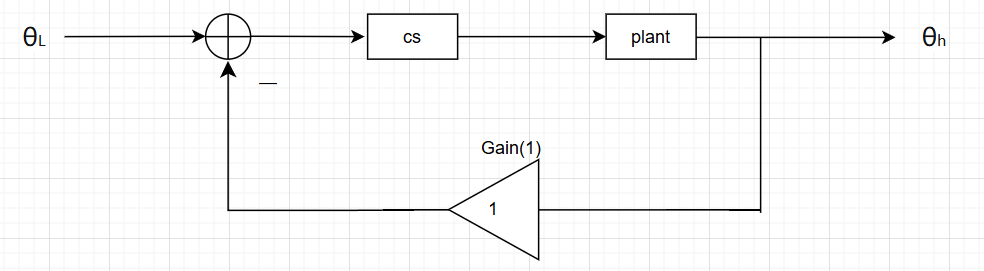 θL
cs
plant
θh
—
Gain(1)
1